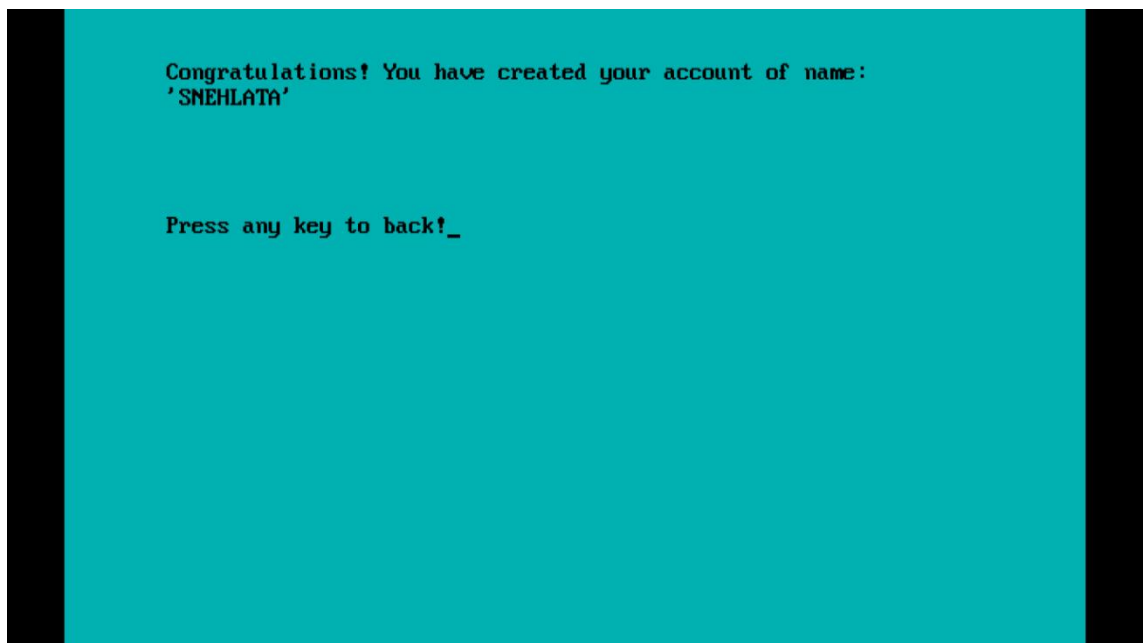 Congratulations! You have created your account of name:
'SNEHLATA'
Press any key to back!_